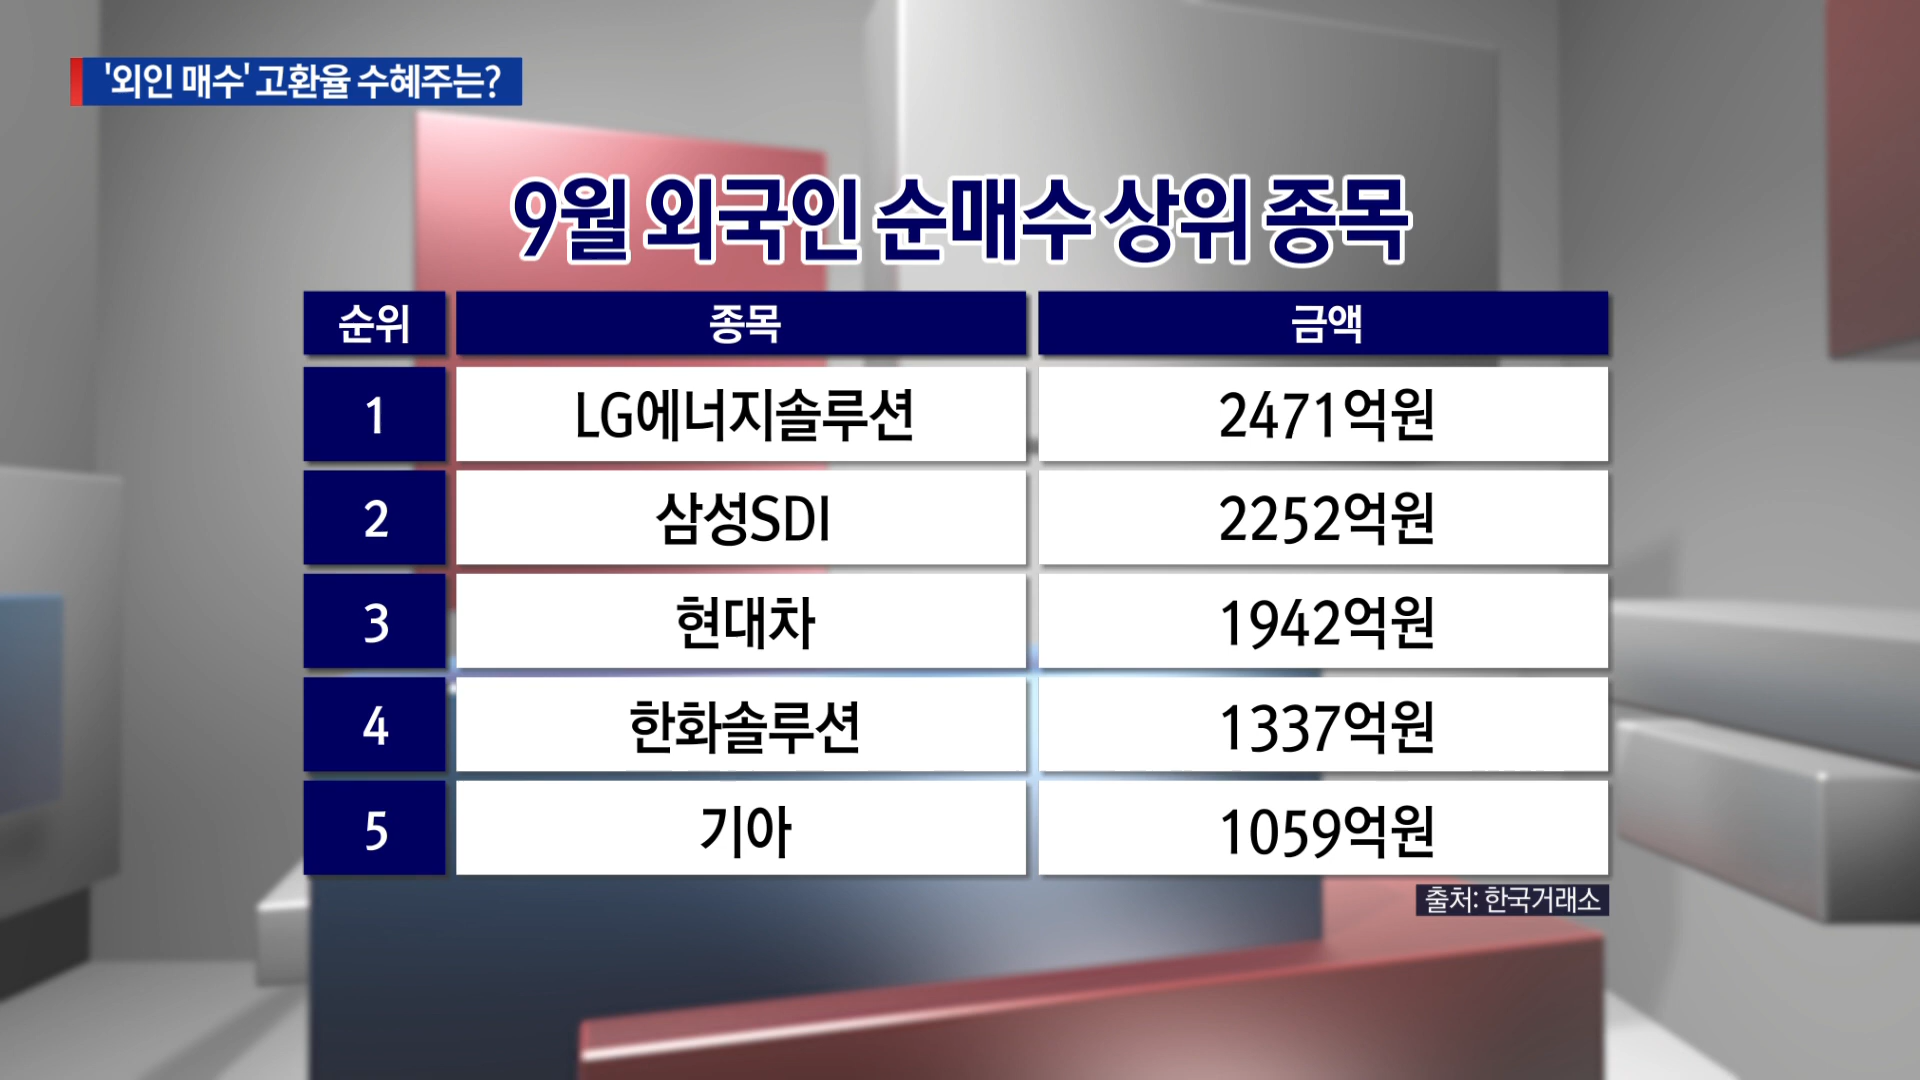 '외인 매수' 고환율 수혜주는?
9월 외국인 순매수 상위 종목
순위 종목 금액
1 LG에너지솔루션 2471억원
2 삼성SDI 2252억원
3 현대차 1942억원
4 한화솔루션 1337억원
5 기아 1059억원
출처: 한국거래소